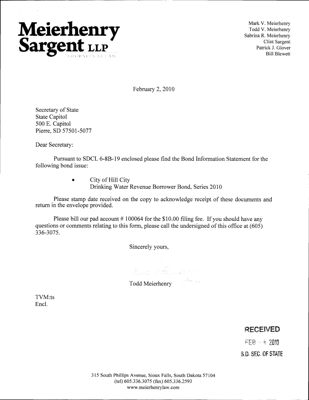 Meierhenry
Sargent LLP
Mark V. Meierhenry
Todd V. Meierhenry
Sabrina R. Meierhenry
Clint Sargent
Patrick J. Glover
Bill Blewett
February 2, 2010
Secretary of State
State Capitol
500 E. Capitol
Pierre, SD 57501-5077
Dear Secretary:
Pursuant to SDCL 6-8B-19 enclosed please find the Bond Information Statement for the
following bond issue:
• City of Hill City
Drinking Water Revenue Borrower Bond, Series 2010
Please stamp date received on the copy to acknowledge receipt of these documents and
return in the envelope provided.
Please bill our pad account # 100064 for the $10.00 filing fee. If you should have any
questions or comments relating to this form, please call the undersigned of this office at (605)
336-3075.
Sincerely yours,
Todd Meierhenry
TVM:ts
Encl.
RECEIVED
FEB 2010
S.D. SEC. OF STATE
315 South Phillips Avenue, Sioux Falls, South Dakota 57104
(tel) 605.336.3075 (fax) 605.336.2593
www.meierhenrylaw.com